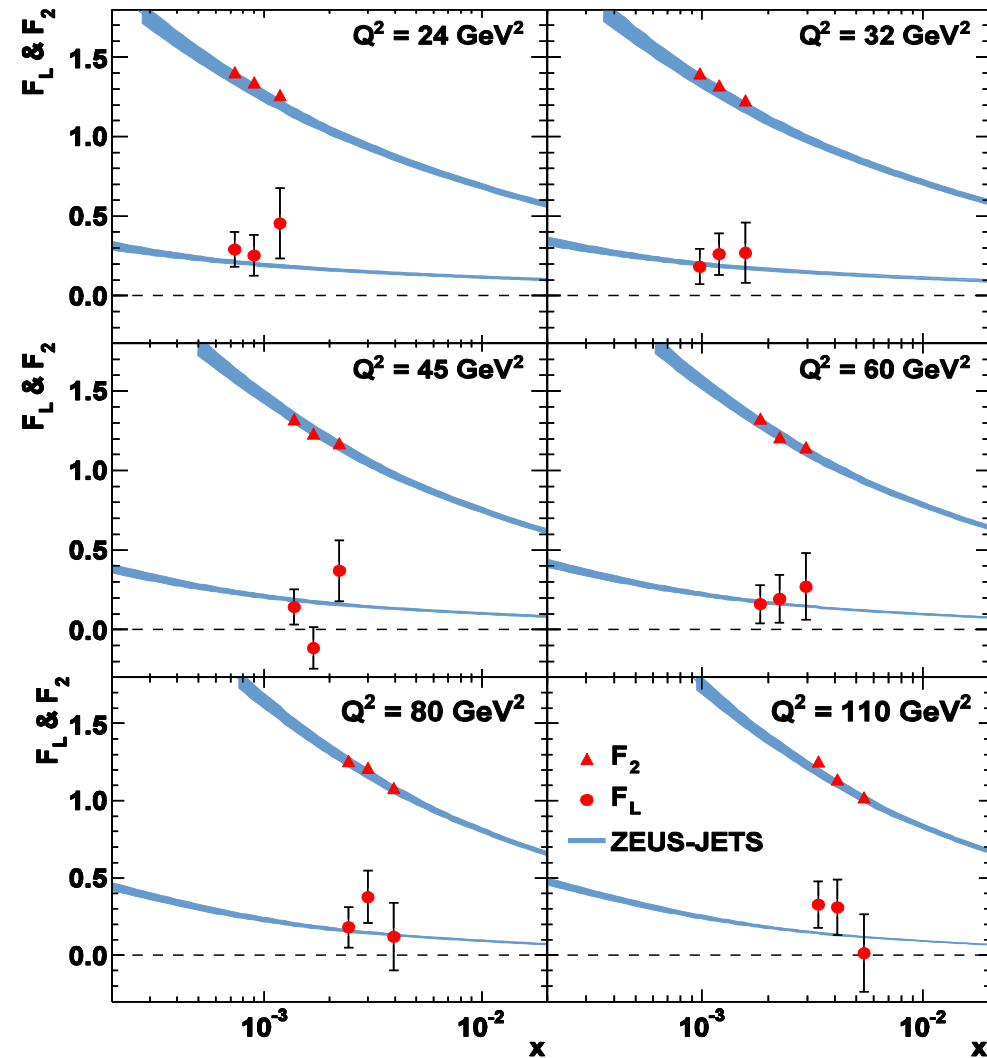 F_L & F_2
Q² = 24 GeV²
Q² = 32 GeV²
1.5
1.0
0.5
0.0
F_L & F_2
Q² = 45 GeV²
Q² = 60 GeV²
1.5
1.0
0.5
0.0
F_L & F_2
Q² = 80 GeV²
Q² = 110 GeV²
1.5
1.0
0.5
0.0
F_2
F_L
ZEUS-JETS
10⁻³
10⁻²
10⁻³
10⁻²
x
x